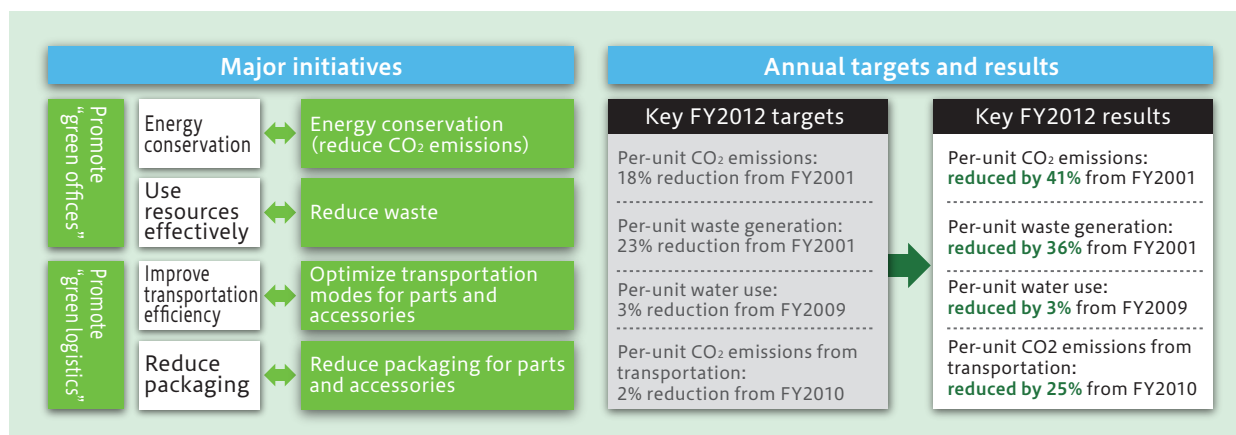 Major initiatives
Promote
“green offices”
Energy
conservation
Energy conservation
(reduce CO₂ emissions)
Use
resources
effectively
Reduce waste
Promote
“green logistics”
Improve
transportation
efficiency
Optimize transportation
modes for parts and
accessories
Reduce
packaging
Reduce packaging for parts
and accessories
Annual targets and results
Key FY2012 targets
Per-unit CO₂ emissions:
18% reduction from FY2001
Per-unit waste generation:
23% reduction from FY2001
Per-unit water use:
3% reduction from FY2009
Per-unit CO₂ emissions from
transportation:
2% reduction from FY2010
Key FY2012 results
Per-unit CO₂ emissions:
reduced by 41% from FY2001
Per-unit waste generation:
reduced by 36% from FY2001
Per-unit water use:
reduced by 3% from FY2009
Per-unit CO2 emissions from
transportation:
reduced by 25% from FY2010